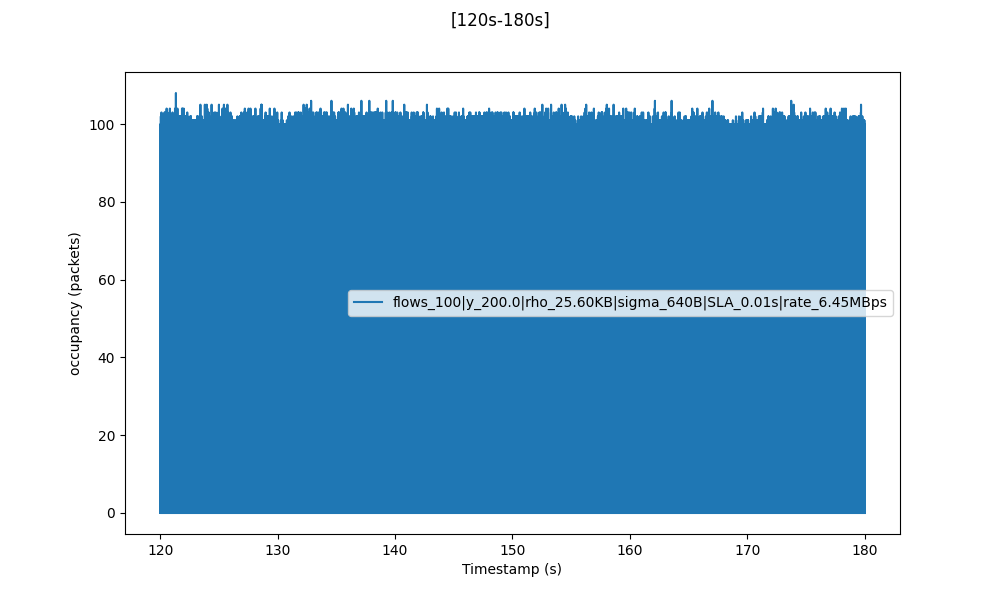 [120s-180s]
100
80
60
40
20
0
occupancy (packets)
flows_100|y_200.0|rho_25.60KB|sigma_640B|SLA_0.01s|rate_6.45MBps
120 130 140 150 160 170 180
Timestamp (s)